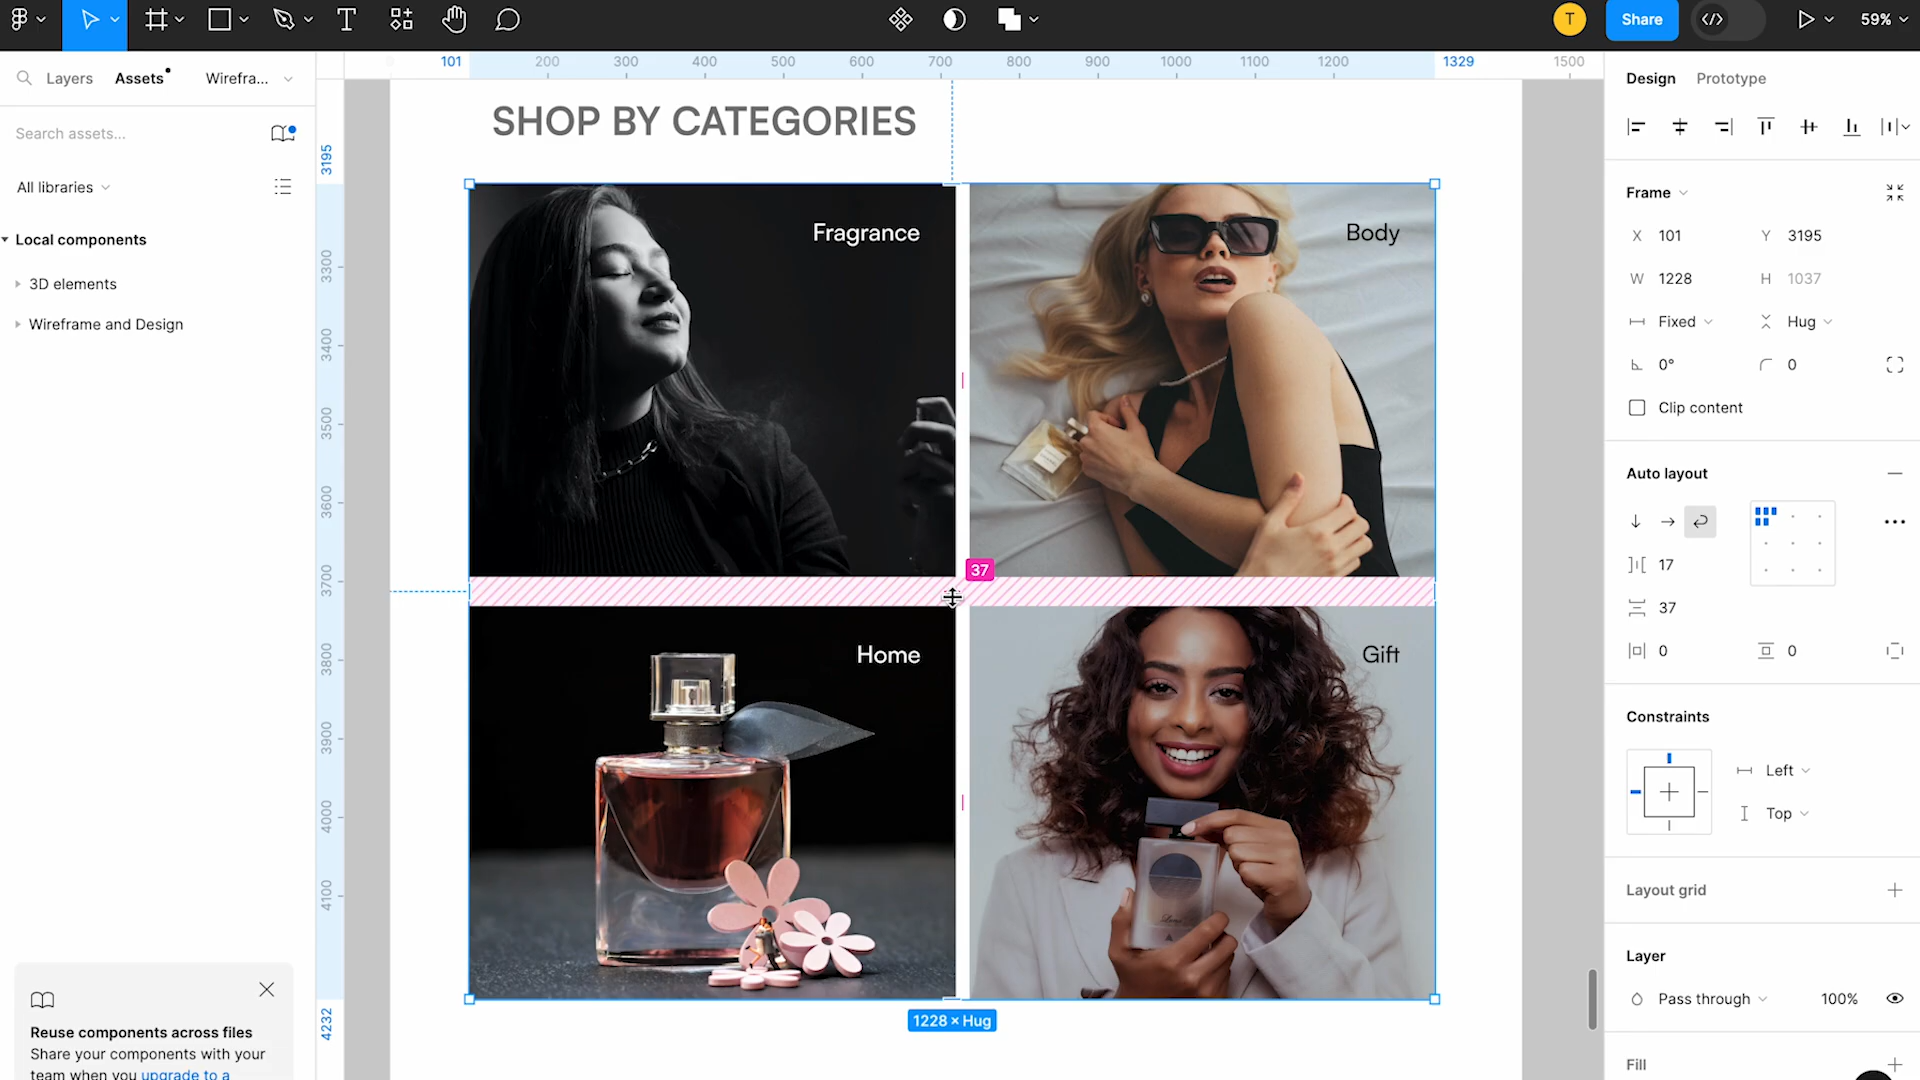 T
Share
59%
Layers
Assets
Wirefra...
101
200
300
400
500
600
700
800
900
1000
1100
1200
1329
1500
Design
Prototype
Search assets...
All libraries
Local components
3D elements
Wireframe and Design
Reuse components across files
Share your components with your
team when you upgrade to a
3195
3300
3400
3500
3600
3700
3800
3900
4000
4100
4232
SHOP BY CATEGORIES
Fragrance
Body
37
Home
Gift
1228 × Hug
Frame
X 101
Y 3195
W 1228
H 1037
Fixed
Hug
0°
0
Clip content
Auto layout
17
37
0
0
Constraints
Left
Top
Layout grid
Layer
Pass through
100%
Fill